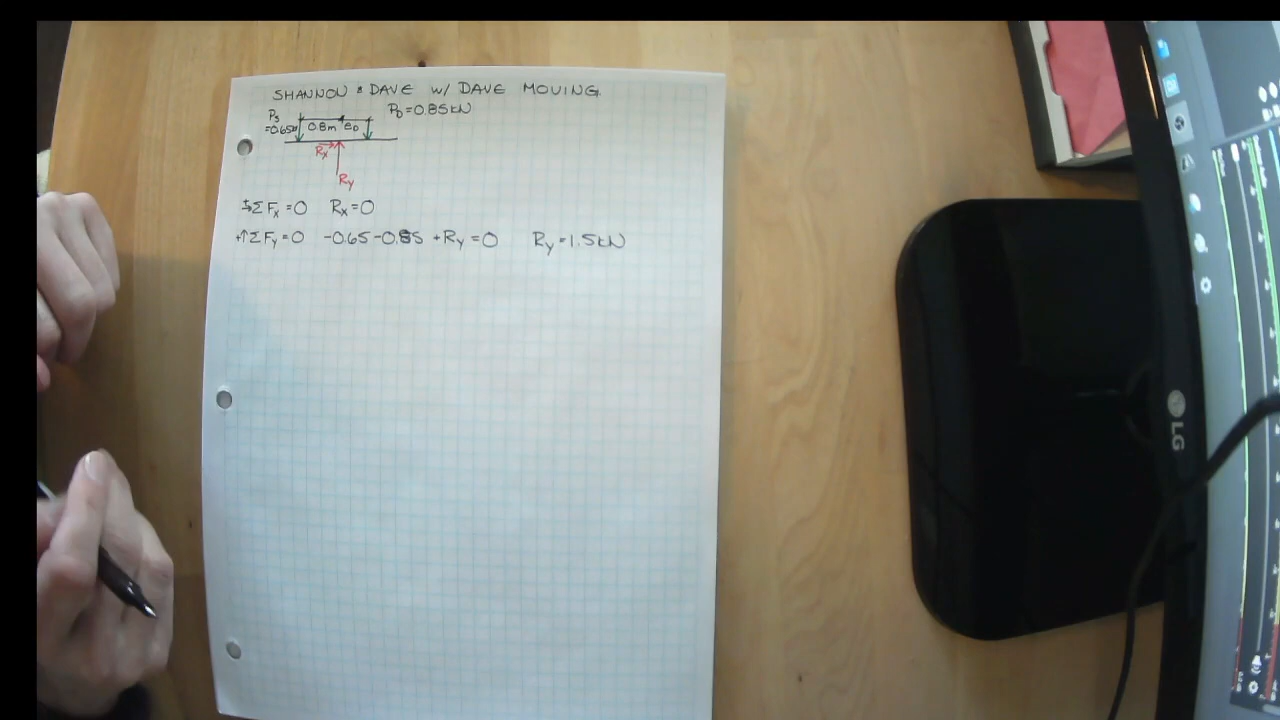 SHANNON & DAVE W/ DAVE MOVING
PS
=0.65kN 0.8m eD PD=0.85kN
Rx
Ry
ΣFx=0 Rx=0
+↑ΣFy=0 -0.65-0.85+Ry=0 Ry=1.5kN
LG